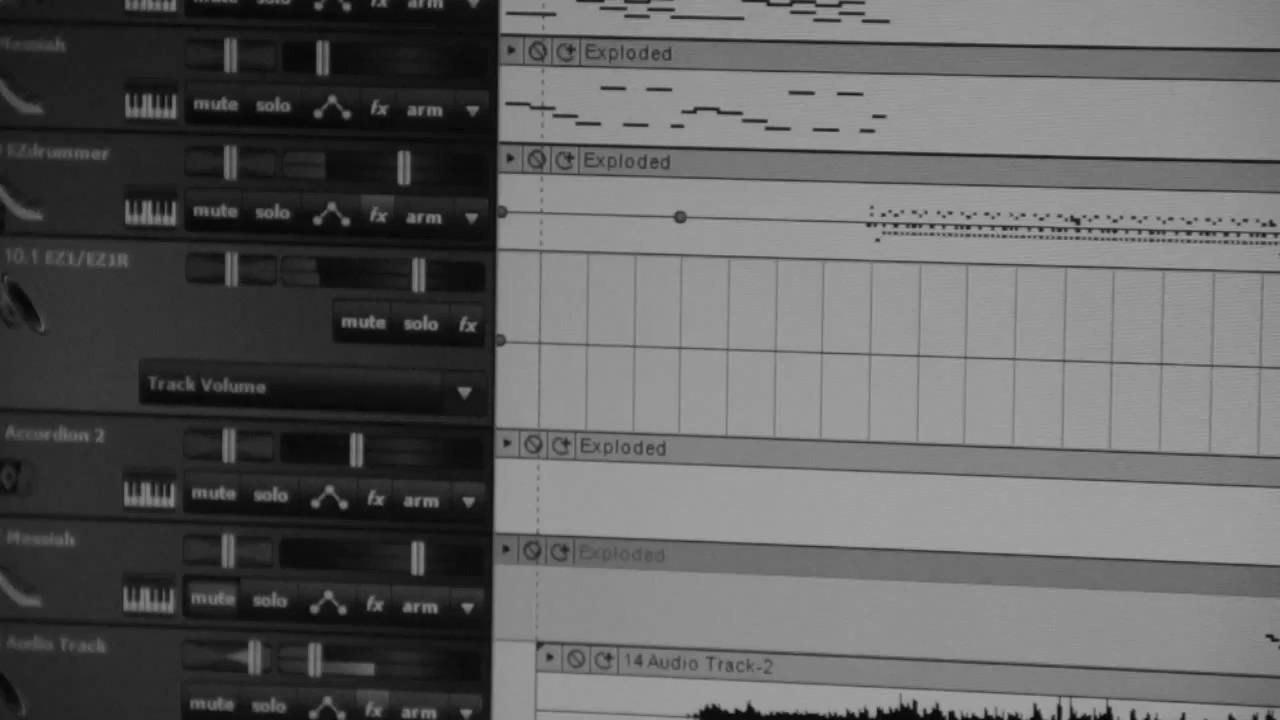 mute solo fx arm
Messiah
Exploded
mute solo fx arm
EZdrummer
Exploded
mute solo fx arm
10.1 EZ1/EZ1R
mute solo fx
Track Volume
Accordion 2
Exploded
mute solo fx arm
Messiah
Exploded
mute solo fx arm
Audio Track
14 Audio Track-2
mute solo fx arm